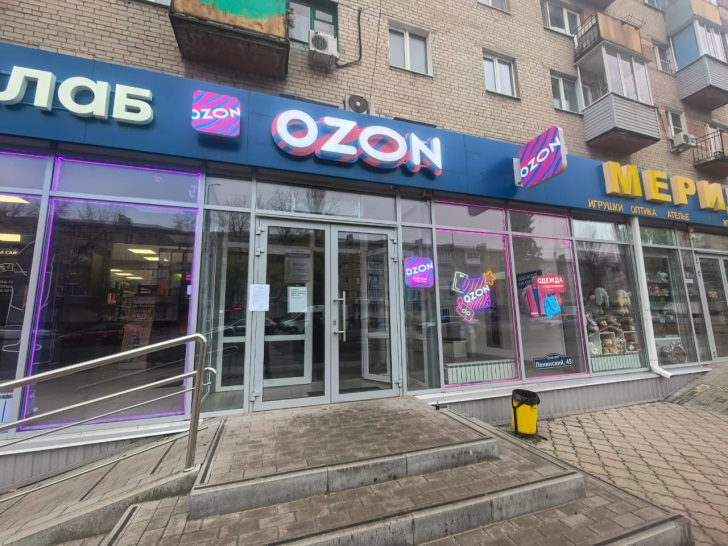 ЛАБ
OZON
OZON
OZON
МЕРИ
ИГРУШКИ ОПТИКА АТЕЛЬЕ
OZON
OZON
ОДЕЖДА
Ленинский, 45